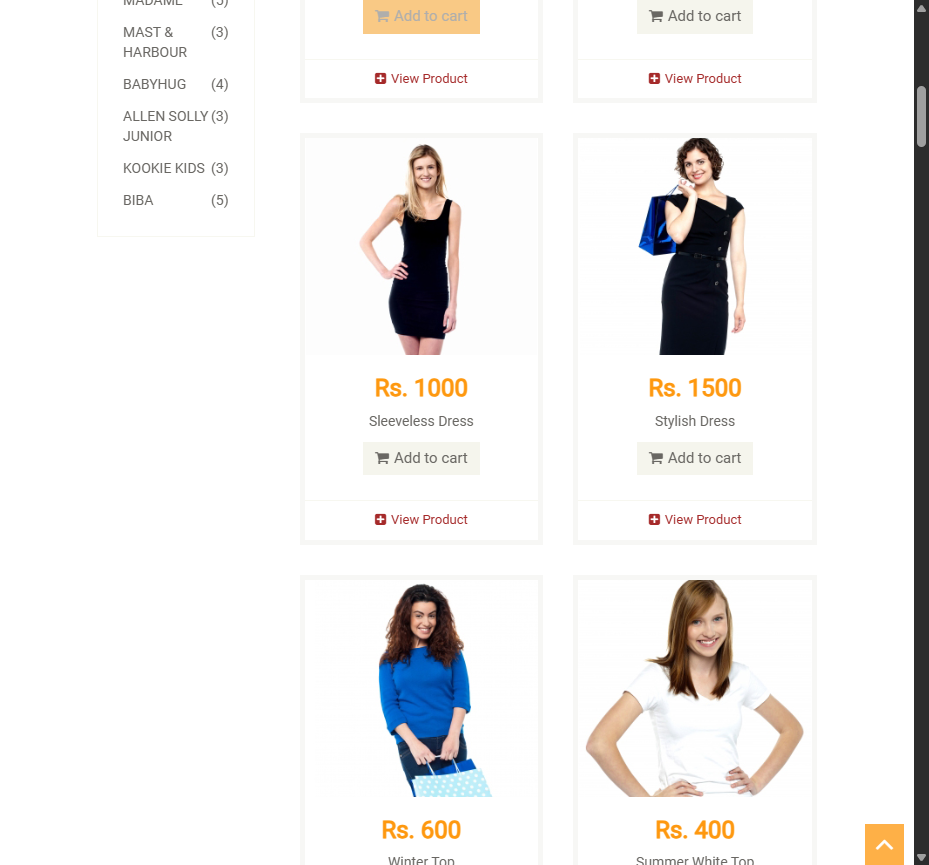 MADAME (5)
MAST & HARBOUR (3)
BABYHUG (4)
ALLEN SOLLY JUNIOR (3)
KOOKIE KIDS (3)
BIBA (5)
Add to cart
View Product
Add to cart
View Product
Rs. 1000
Sleeveless Dress
Add to cart
View Product
Rs. 1500
Stylish Dress
Add to cart
View Product
Rs. 600
Winter Top
Rs. 400
Summer White Top